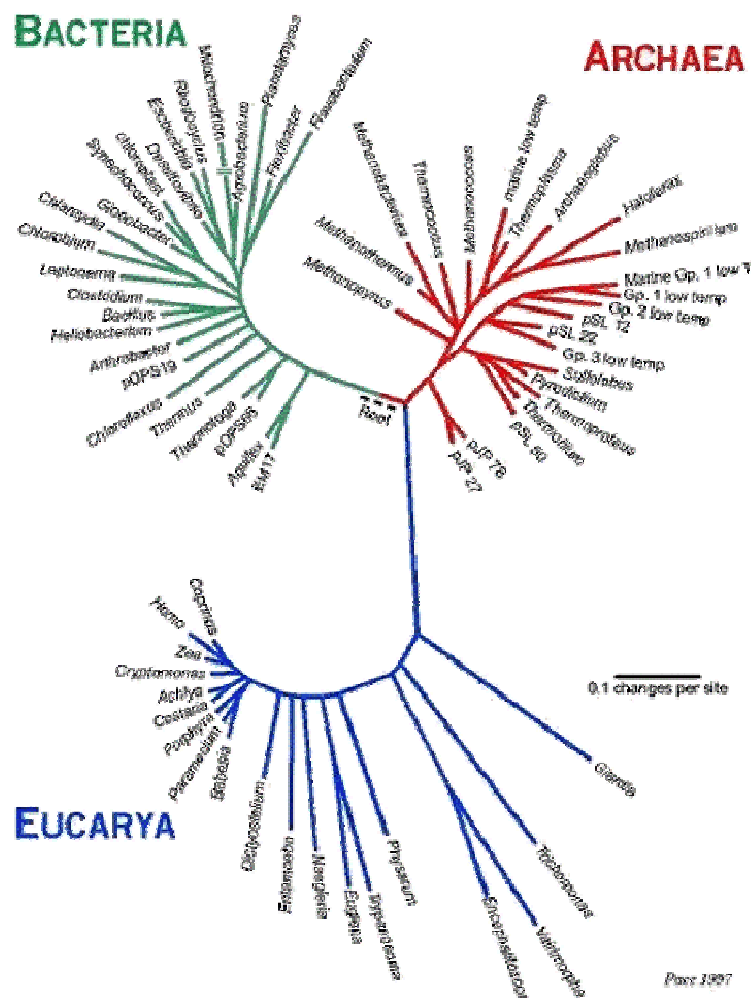 BACTERIA
ARCHAEA
Planctomyces
Flavobacterium
Mitochondrion
Rhodocyclus
Escherichia
Desulfovibrio
Agrobacterium
Flexibacter
chloroplast
Synechococcus
Gloeobacter
Chlamydia
Chlorobium
Leptonema
Clostridium
Bacillus
Heliobacterium
Arthrobacter
pOPS19
Chloroflexus
Thermus
Thermotoga
pOPS66
Aquifex
EM17
Root
Methanobacterium
Thermococcus
Methanococcus
marine low temp
Thermoplasma
Archaeoglobus
Haloferax
Methanospirillum
Methanothermus
Methanopyrus
Marine Gp. 1 low T
Gp. 1 low temp
Gp. 2 low temp
pSL 12
pSL 22
Gp. 3 low temp
Sulfolobus
Pyrodictium
Thermoproteus
Thermofilum
pSL 50
pJP 78
pJP 27
Coprinus
Homo
Zea
Cryptomonas
Achlya
Costaria
Porphyra
Paramecium
Babesia
Dictyostelium
Entamoeba
Naegleria
Euglena
Trypanosoma
Physarum
Encephalitozoon
Vairimorpha
Trichomonas
Giardia
0.1 changes per site
EUCARYA
Pace 1997